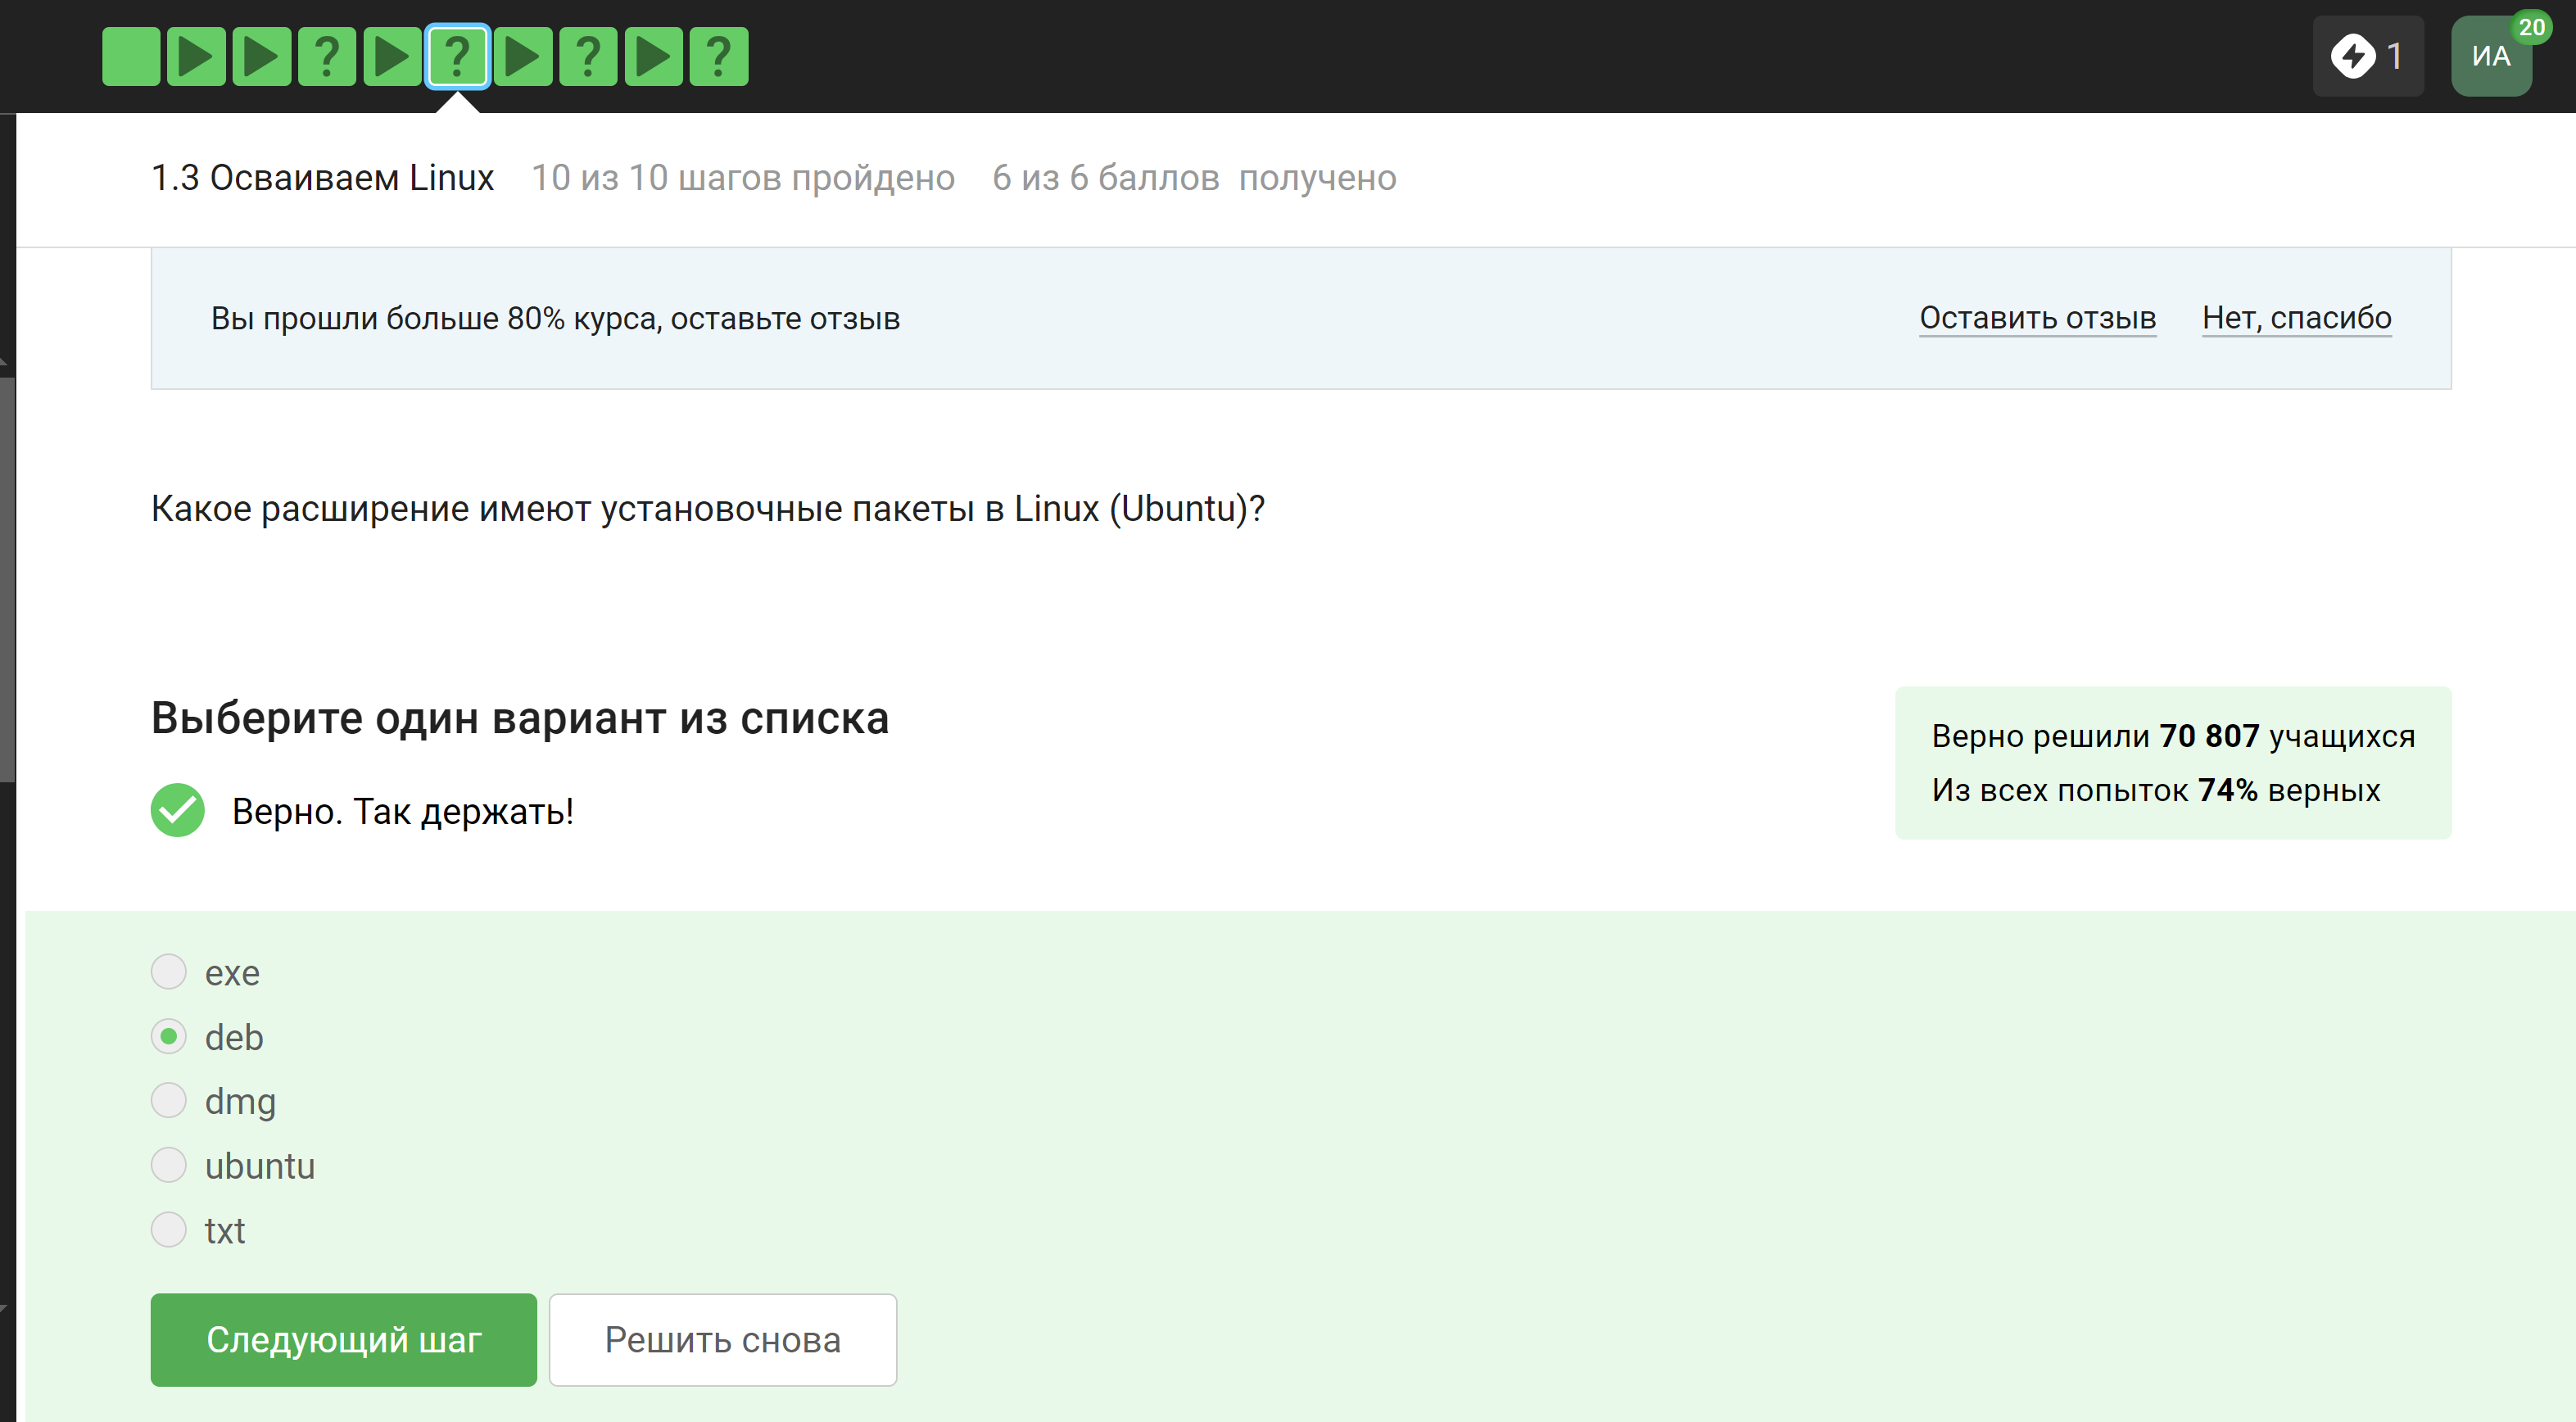 ? ? ? ?
1
ИА
20
1.3 Осваиваем Linux 10 из 10 шагов пройдено 6 из 6 баллов получено
Вы прошли больше 80% курса, оставьте отзыв Оставить отзыв Нет, спасибо
Какое расширение имеют установочные пакеты в Linux (Ubuntu)?
Выберите один вариант из списка
Верно. Так держать!
Верно решили 70 807 учащихся
Из всех попыток 74% верных
exe
deb
dmg
ubuntu
txt
Следующий шаг Решить снова